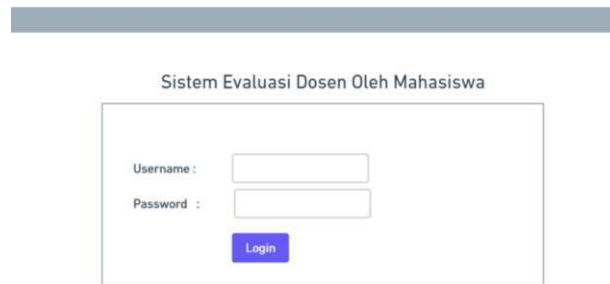 Sistem Evaluasi Dosen Oleh Mahasiswa
Username :
Password :
Login